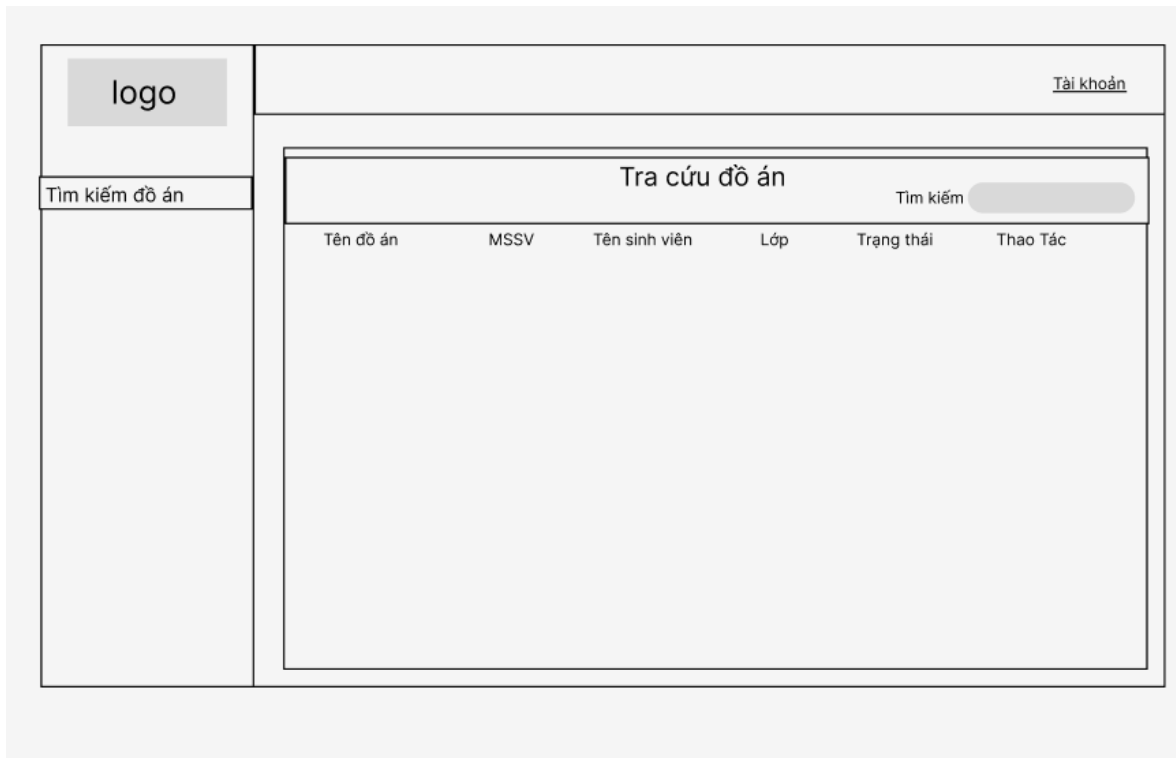 logo
Tài khoản
Tìm kiếm đồ án
Tra cứu đồ án
Tìm kiếm
Tên đồ án MSSV Tên sinh viên Lớp Trạng thái Thao Tác